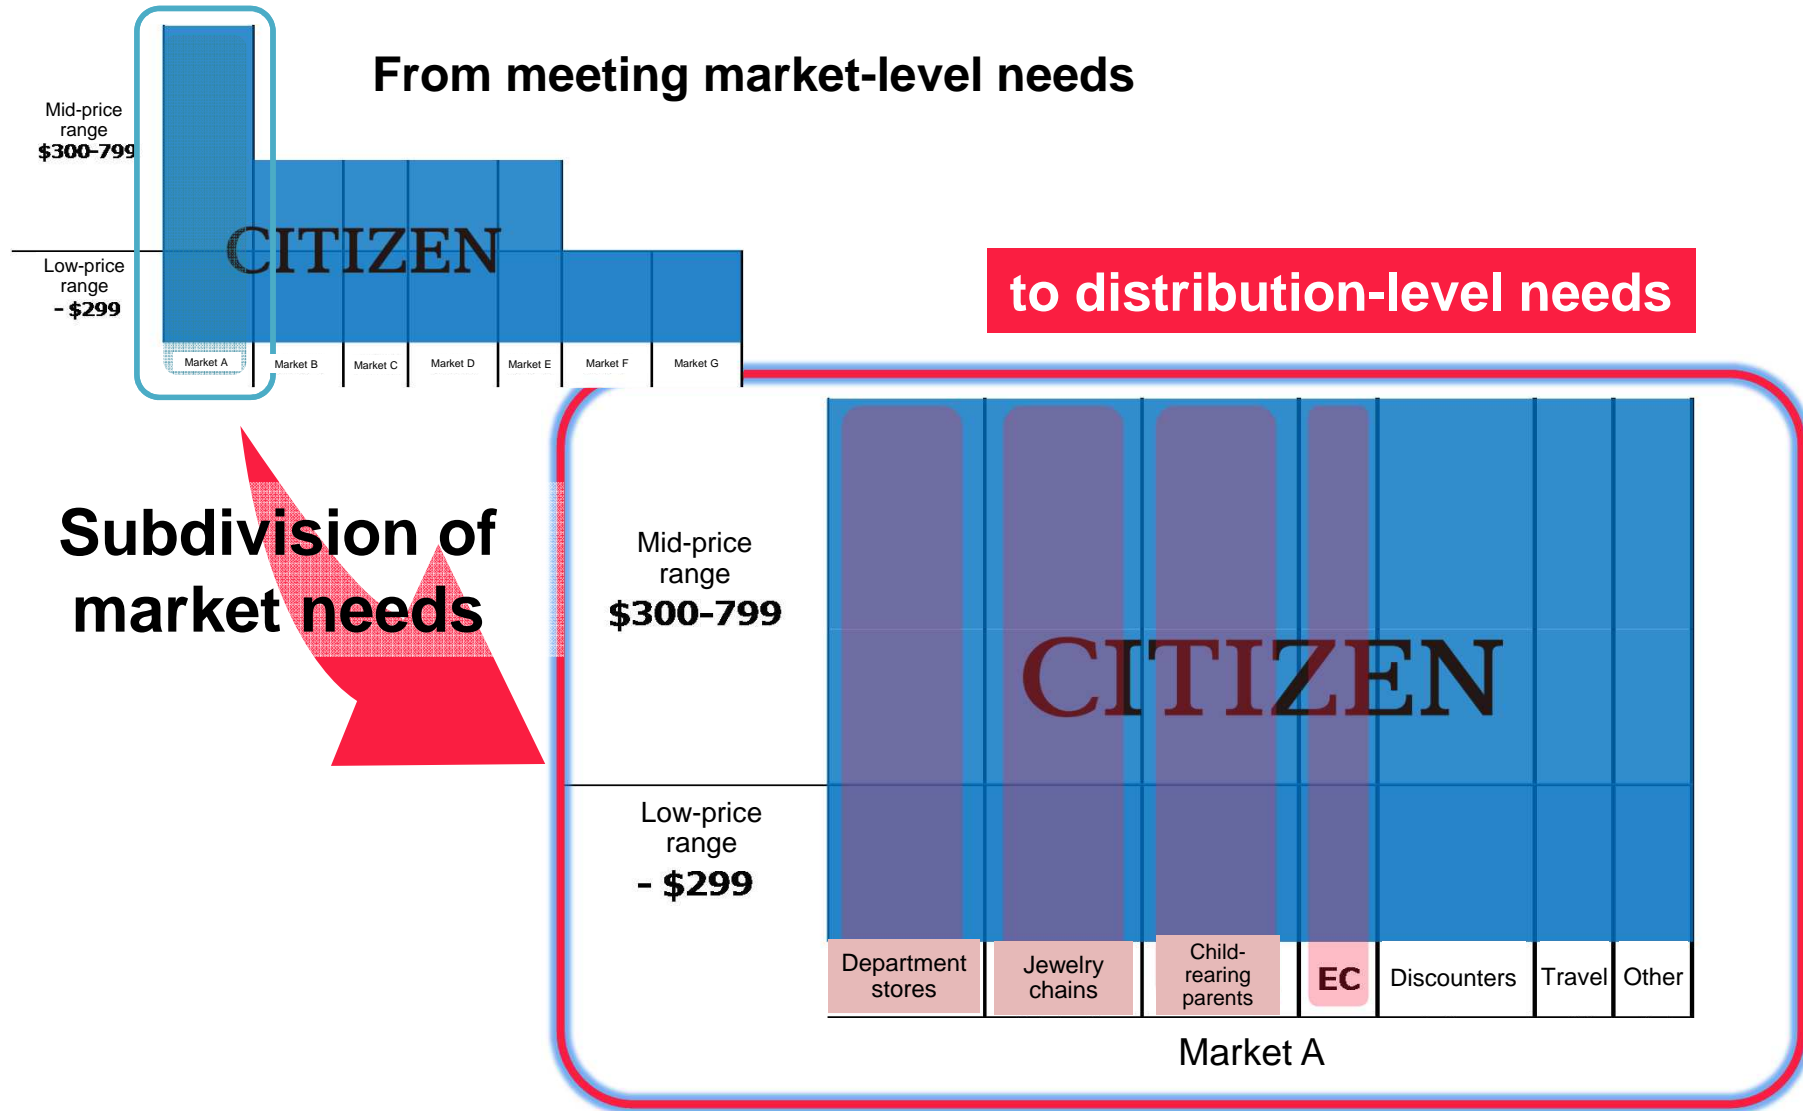 From meeting market-level needs
Mid-price
range
$300-799
CITIZEN
Low-price
range
- $299
Market A
Market B
Market C
Market D
Market E
Market F
Market G
to distribution-level needs
Subdivision of
market needs
Mid-price
range
$300-799
CITIZEN
Low-price
range
- $299
Department
stores
Jewelry
chains
Child-
rearing
parents
EC
Discounters
Travel
Other
Market A